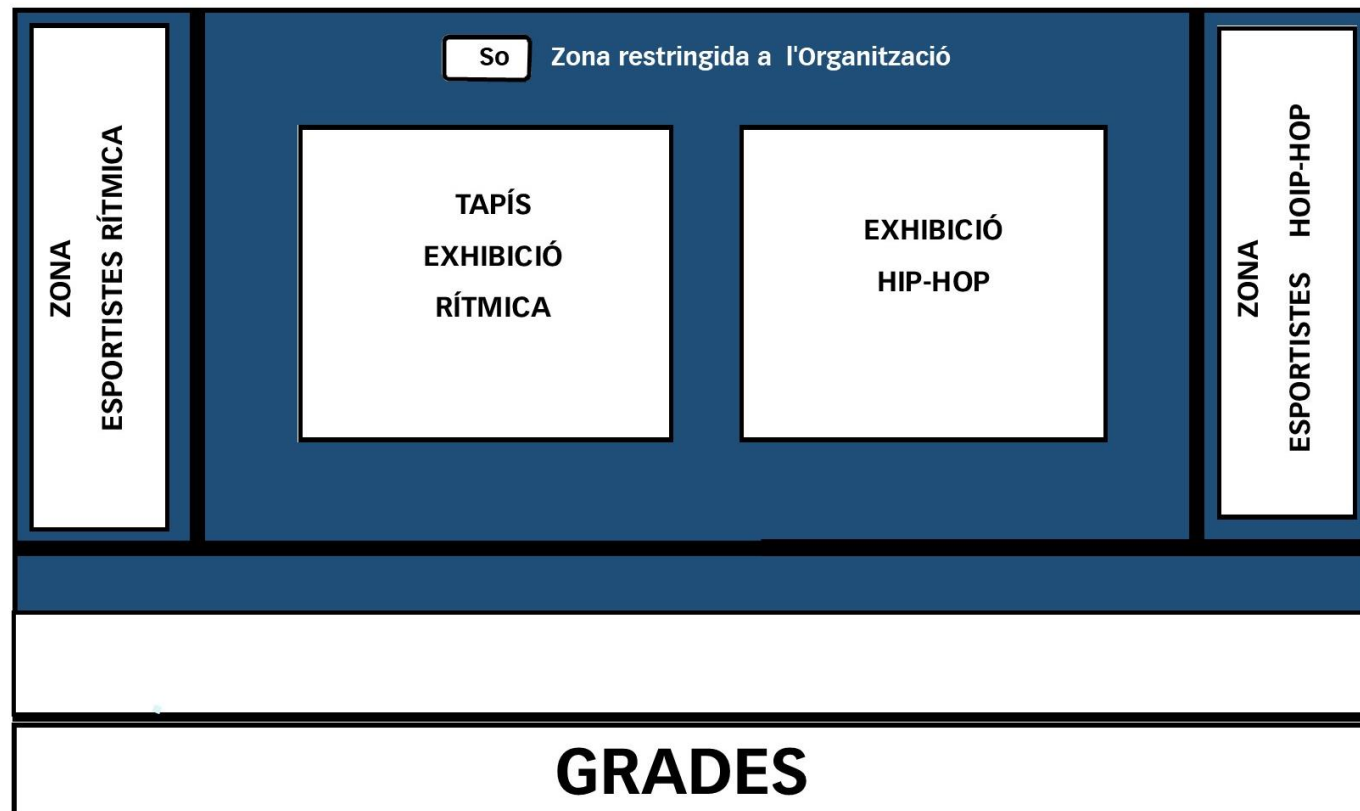 So Zona restringida a l'Organització
ZONA
ESPORTISTES RÍTMICA
TAPÍS
EXHIBICIÓ
RÍTMICA
EXHIBICIÓ
HIP-HOP
ZONA
ESPORTISTES HOIP-HOP
GRADES